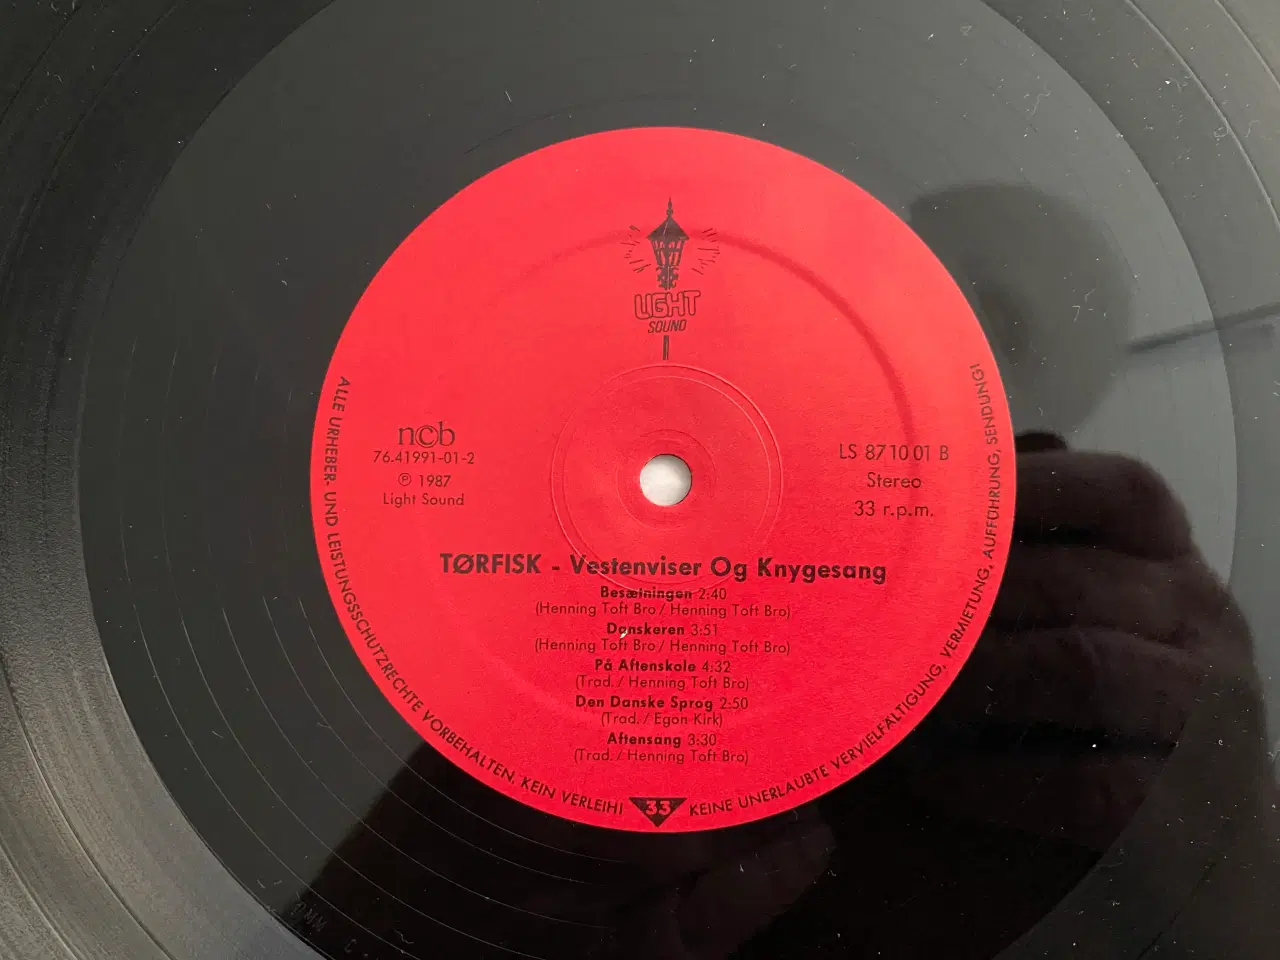 LIGHT
SOUND
ncb
76.41991-01-2
℗ 1987
Light Sound
LS 8710 01 B
Stereo
33 r.p.m.
TØRFISK - Vestenviser Og Knygesang
Besætningen 2:40
(Henning Toft Bro / Henning Toft Bro)
Danskeren 3:51
(Henning Toft Bro / Henning Toft Bro)
På Aftenskole 4:32
(Trad. / Henning Toft Bro)
Den Danske Sprog 2:50
(Trad. / Egon Kirk)
Aftensang 3:30
(Trad. / Henning Toft Bro)
ALLE URHEBER- UND LEISTUNGSSCHUTZRECHTE VORBEHALTEN. KEIN VERLEIH! 33 KEINE UNERLAUBTE VERVIELFÄLTIGUNG, VERMIETUNG, AUFFÜHRUNG, SENDUNG!
DMM